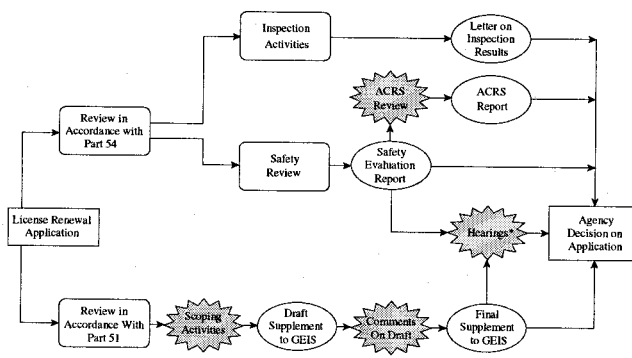 Inspection
Activities
Letter on
Inspection
Results
ACRS
Review
ACRS
Report
Review in
Accordance with
Part 54
Safety
Review
Safety
Evaluation
Report
License Renewal
Application
Hearings*
Agency
Decision on
Application
Review in
Accordance With
Part 51
Scoping
Activities
Draft
Supplement
to GEIS
Comments
On Draft
Final
Supplement
to GEIS